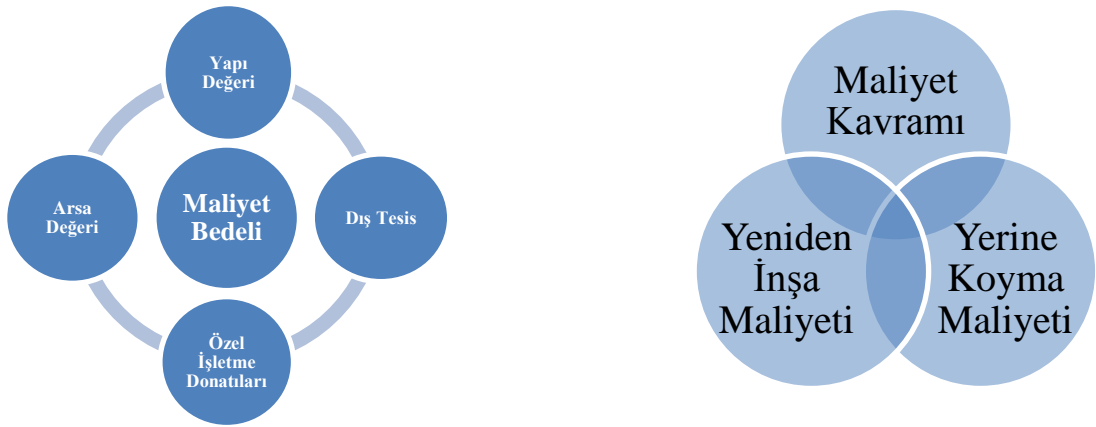 Yapı
Değeri
Arsa
Değeri
Maliyet
Bedeli
Dış Tesis
Özel
İşletme
Donatıları
Maliyet
Kavramı
Yeniden
İnşa
Maliyeti
Yerine
Koyma
Maliyeti